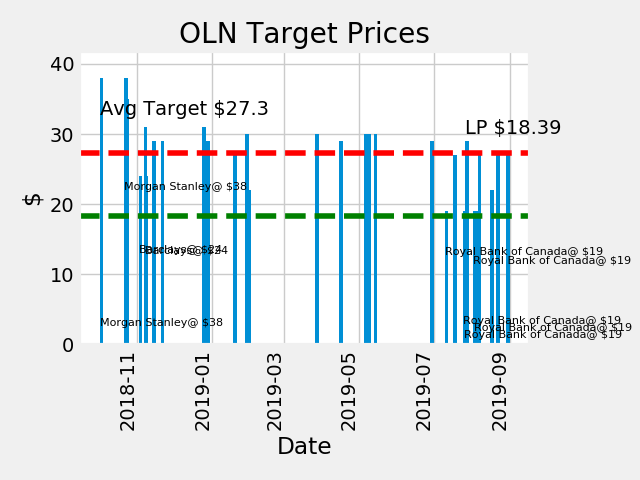 OLN Target Prices
40
Avg Target $27.3
LP $18.39
30
Morgan Stanley@ $38
20
$
Barclays@ $24
Barclays@ $24
Royal Bank of Canada@ $19
Royal Bank of Canada@ $19
10
Morgan Stanley@ $38
Royal Bank of Canada@ $19
Royal Bank of Canada@ $19
Royal Bank of Canada@ $19
0
2018-11
2019-01
2019-03
2019-05
2019-07
2019-09
Date